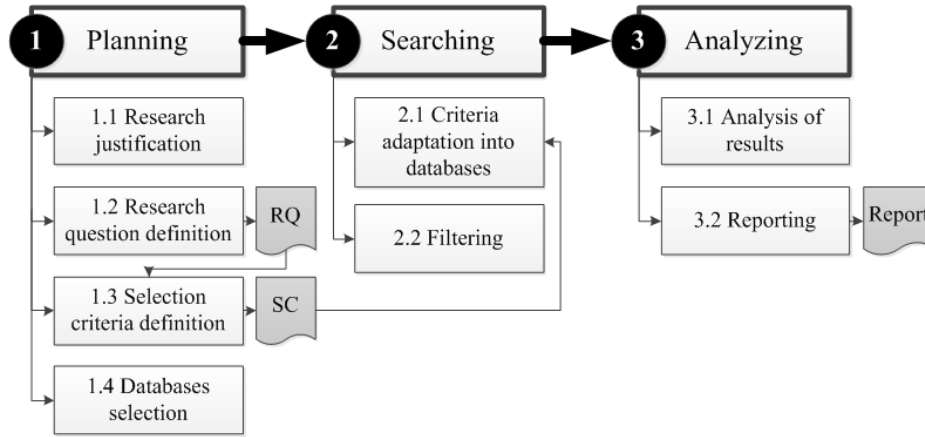 1 Planning
2 Searching
3 Analyzing
1.1 Research
justification
1.2 Research
question definition
RQ
1.3 Selection
criteria definition
SC
1.4 Databases
selection
2.1 Criteria
adaptation into
databases
2.2 Filtering
3.1 Analysis of
results
3.2 Reporting
Report